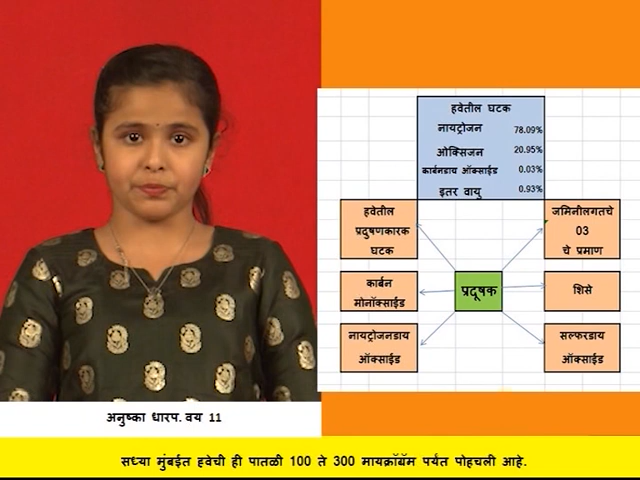 हवेतील घटक
नायट्रोजन 78.09%
ओक्सिजन 20.95%
कार्बनडाय ऑक्साईड 0.03%
इतर वायु 0.93%
हवेतील
प्रदुषणकारक
घटक
जमिनीलगतचे
03
चे प्रमाण
कार्बन
मोनॉक्साईड
प्रदूषक
शिसे
नायट्रोजनडाय
ऑक्साईड
सल्फरडाय
ऑक्साईड
अनुष्का धारप. वय 11
सध्या मुंबईत हवेची ही पातळी 100 ते 300 मायक्रॉग्रॅम पर्यंत पोहचली आहे.